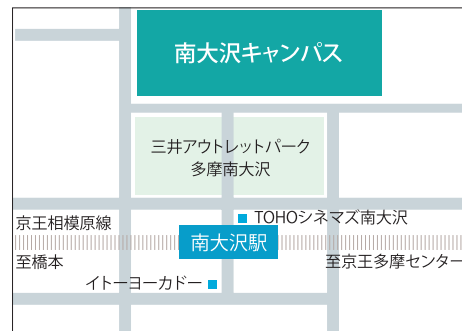 南大沢キャンパス
三井アウトレットパーク
多摩南大沢
TOHOシネマズ南大沢
京王相模原線
南大沢駅
至橋本
至京王多摩センター
イトーヨーカドー